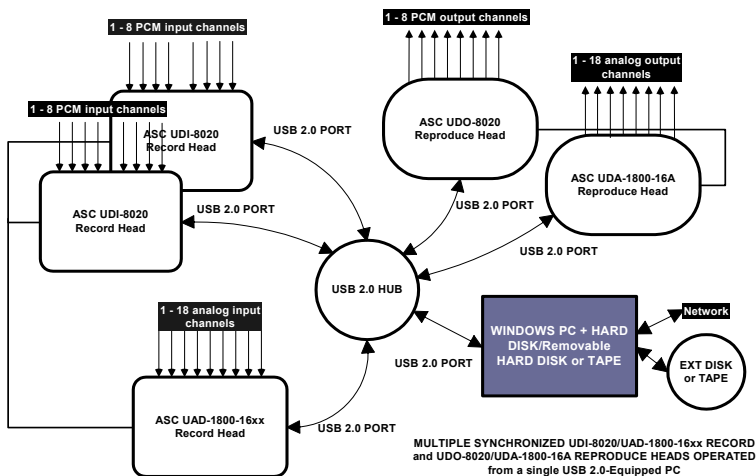 1 - 8 PCM input channels
1 - 8 PCM output channels
1 - 18 analog output
channels
1 - 8 PCM input channels
ASC UDI-8020
Record Head
USB 2.0 PORT
ASC UDO-8020
Reproduce Head
ASC UDA-1800-16A
Reproduce Head
ASC UDI-8020
Record Head
USB 2.0 PORT
USB 2.0 PORT
USB 2.0 PORT
USB 2.0 HUB
1 - 18 analog input
channels
Network
WINDOWS PC + HARD
DISK/Removable
HARD DISK or TAPE
USB 2.0 PORT
EXT DISK
or TAPE
ASC UAD-1800-16xx
Record Head
USB 2.0 PORT
MULTIPLE SYNCHRONIZED UDI-8020/UAD-1800-16xx RECORD
and UDO-8020/UDA-1800-16A REPRODUCE HEADS OPERATED
from a single USB 2.0-Equipped PC